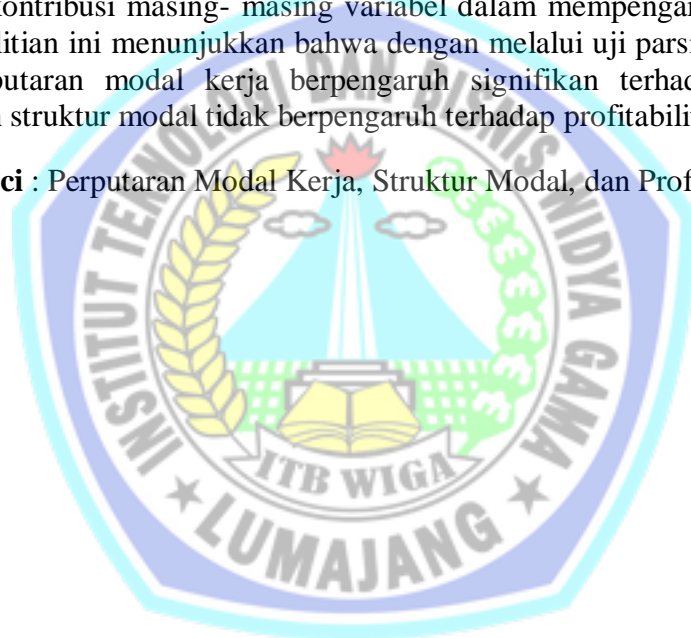 kontribusi masing- masing variabel dalam mempengar
litian ini menunjukkan bahwa dengan melalui uji pars
putaran modal kerja berpengaruh signifikan terhad
struktur modal tidak berpengaruh terhadap profitabili
ci : Perputaran Modal Kerja, Struktur Modal, dan Prof
INSTITUT TEKNOLOGI DAN BISNIS WIDYA GAMA
ITB WIGA
LUMAJANG